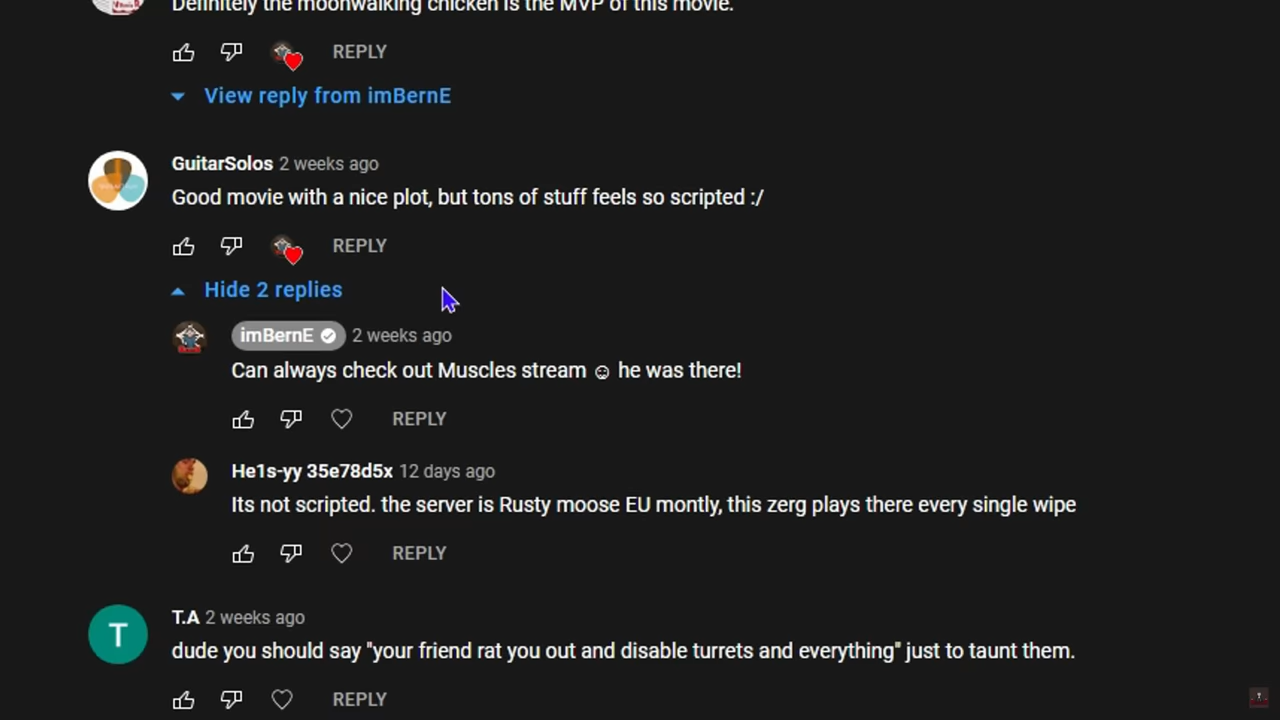 Definitely the moonwalking chicken is the MVP of this movie.
REPLY
View reply from imBernE
GuitarSolos 2 weeks ago
Good movie with a nice plot, but tons of stuff feels so scripted :/
REPLY
Hide 2 replies
imBernE 2 weeks ago
Can always check out Muscles stream ☺ he was there!
REPLY
He1s-yy 35e78d5x 12 days ago
Its not scripted. the server is Rusty moose EU montly, this zerg plays there every single wipe
REPLY
T
T.A 2 weeks ago
dude you should say "your friend rat you out and disable turrets and everything" just to taunt them.
REPLY